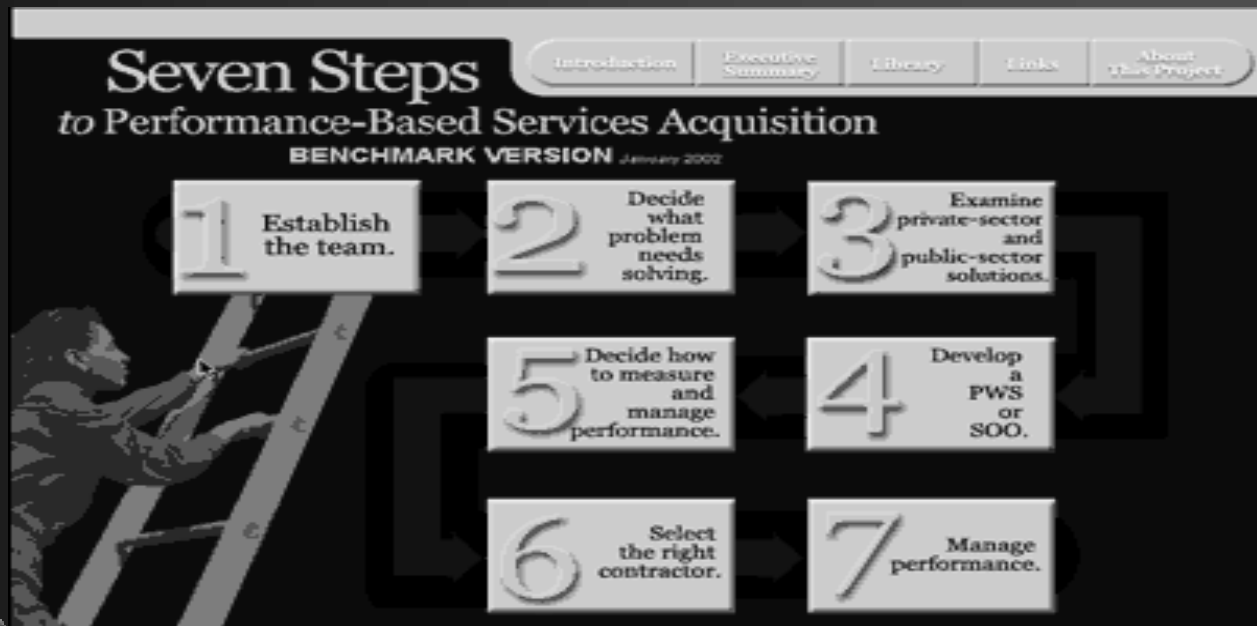 Seven Steps
to Performance-Based Services Acquisition
BENCHMARK VERSION January 2002
Introduction
Executive
Summary
Library
Links
About
This Project
1
Establish
the team.
2
Decide
what
problem
needs
solving.
3
Examine
private-sector
and
public-sector
solutions.
4
Develop
a
PWS
or
SOO.
5
Decide how
to measure
and
manage
performance.
6
Select
the right
contractor.
7
Manage
performance.